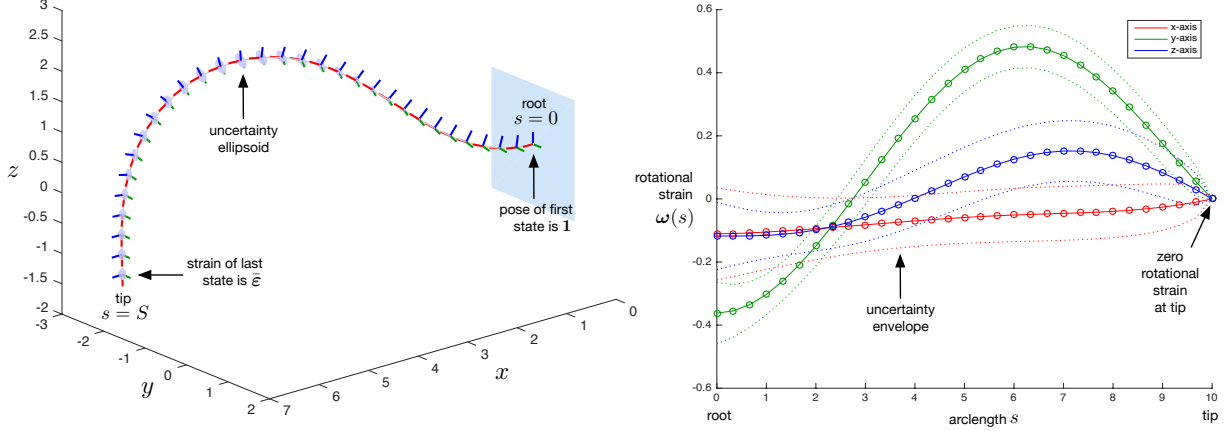 3
2.5
2
1.5
1
0.5
0
-0.5
-1
-1.5
-2
z
-3
-2
-1
0
1
2
y
7
6
5
4
3
2
1
0
x
uncertainty
ellipsoid
root
s = 0
pose of first
state is 1
strain of last
state is ε̄
tip
s = S
0.6
0.4
0.2
0
-0.2
-0.4
-0.6
rotational
strain
ω(s)
x-axis
y-axis
z-axis
uncertainty
envelope
zero
rotational
strain
at tip
0 1 2 3 4 5 6 7 8 9 10
root arclength s tip